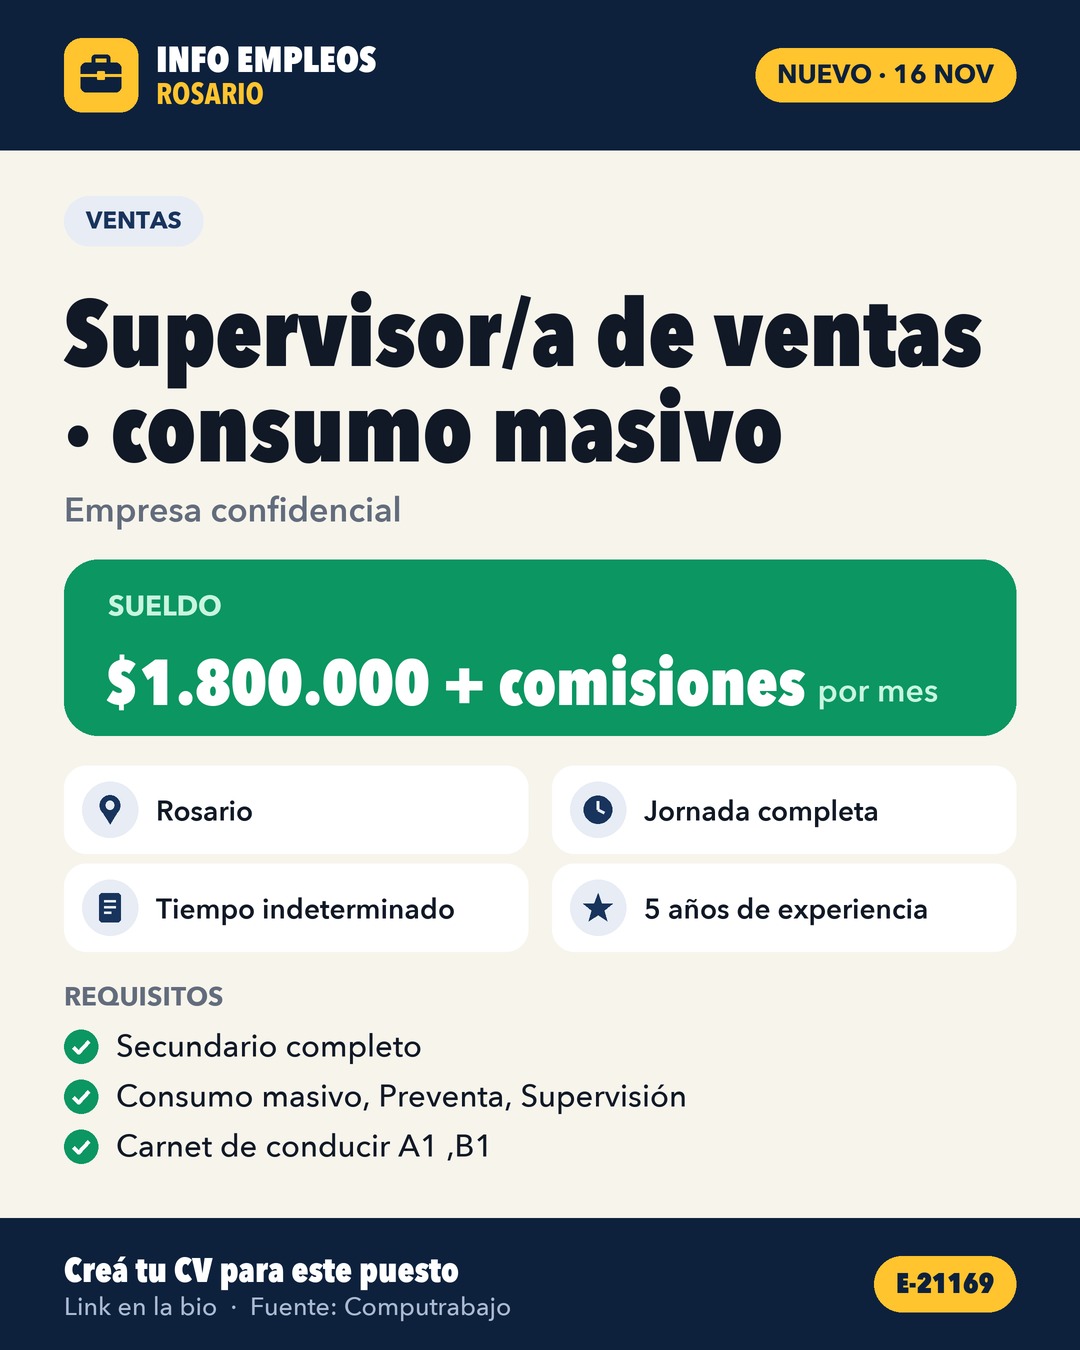 INFO EMPLEOS
ROSARIO
NUEVO · 16 NOV
VENTAS
Supervisor/a de ventas
· consumo masivo
Empresa confidencial
SUELDO
$1.800.000 + comisiones por mes
Rosario
Jornada completa
Tiempo indeterminado
5 años de experiencia
REQUISITOS
Secundario completo
Consumo masivo, Preventa, Supervisión
Carnet de conducir A1 ,B1
Creá tu CV para este puesto
Link en la bio · Fuente: Computrabajo
E-21169